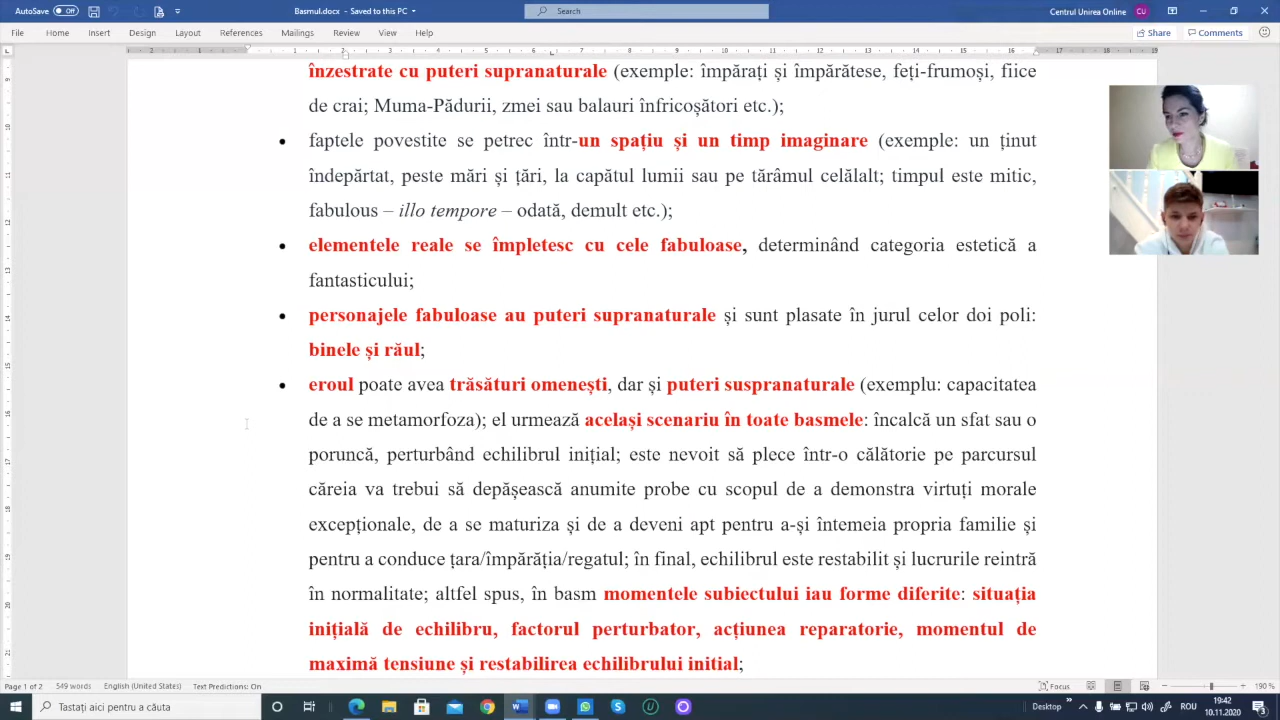 AutoSave Off
Basmul.docx - Saved to this PC
Search
Centrul Unirea Online
CU
File Home Insert Design Layout References Mailings Review View Help
Share Comments
înzestrate cu puteri supranaturale (exemple: împărați și împărătese, feți-frumoși, fiice
de crai; Muma-Pădurii, zmei sau balauri înfricoșători etc.);
• faptele povestite se petrec într-un spațiu și un timp imaginare (exemple: un ținut
îndepărtat, peste mări și țări, la capătul lumii sau pe tărâmul celălalt; timpul este mitic,
fabulous – illo tempore – odată, demult etc.);
• elementele reale se împletesc cu cele fabuloase, determinând categoria estetică a
fantasticului;
• personajele fabuloase au puteri supranaturale și sunt plasate în jurul celor doi poli:
binele și răul;
• eroul poate avea trăsături omenești, dar și puteri suspranaturale (exemplu: capacitatea
de a se metamorfoza); el urmează același scenariu în toate basmele: încalcă un sfat sau o
poruncă, perturbând echilibrul inițial; este nevoit să plece într-o călătorie pe parcursul
căreia va trebui să depășească anumite probe cu scopul de a demonstra virtuți morale
excepționale, de a se maturiza și de a deveni apt pentru a-și întemeia propria familie și
pentru a conduce țara/împărăția/regatul; în final, echilibrul este restabilit și lucrurile reintră
în normalitate; altfel spus, în basm momentele subiectului iau forme diferite: situația
inițială de echilibru, factorul perturbator, acțiunea reparatorie, momentul de
maximă tensiune și restabilirea echilibrului inițial;
Page 1 of 2 549 words English (United States) Text Predictions: On
Focus 190 %
Tastați aici pentru a căuta
Desktop ROU 19:42
10.11.2020